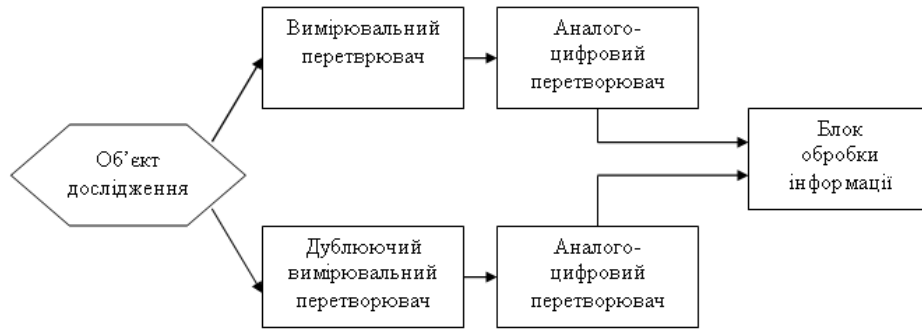 Вимірювальний
перетврювач
Аналого-
цифровий
перетворювач
Об’єкт
дослідження
Блок
обробки
інформації
Дублюючий
вимірювальний
перетворювач
Аналого-
цифровий
перетворювач